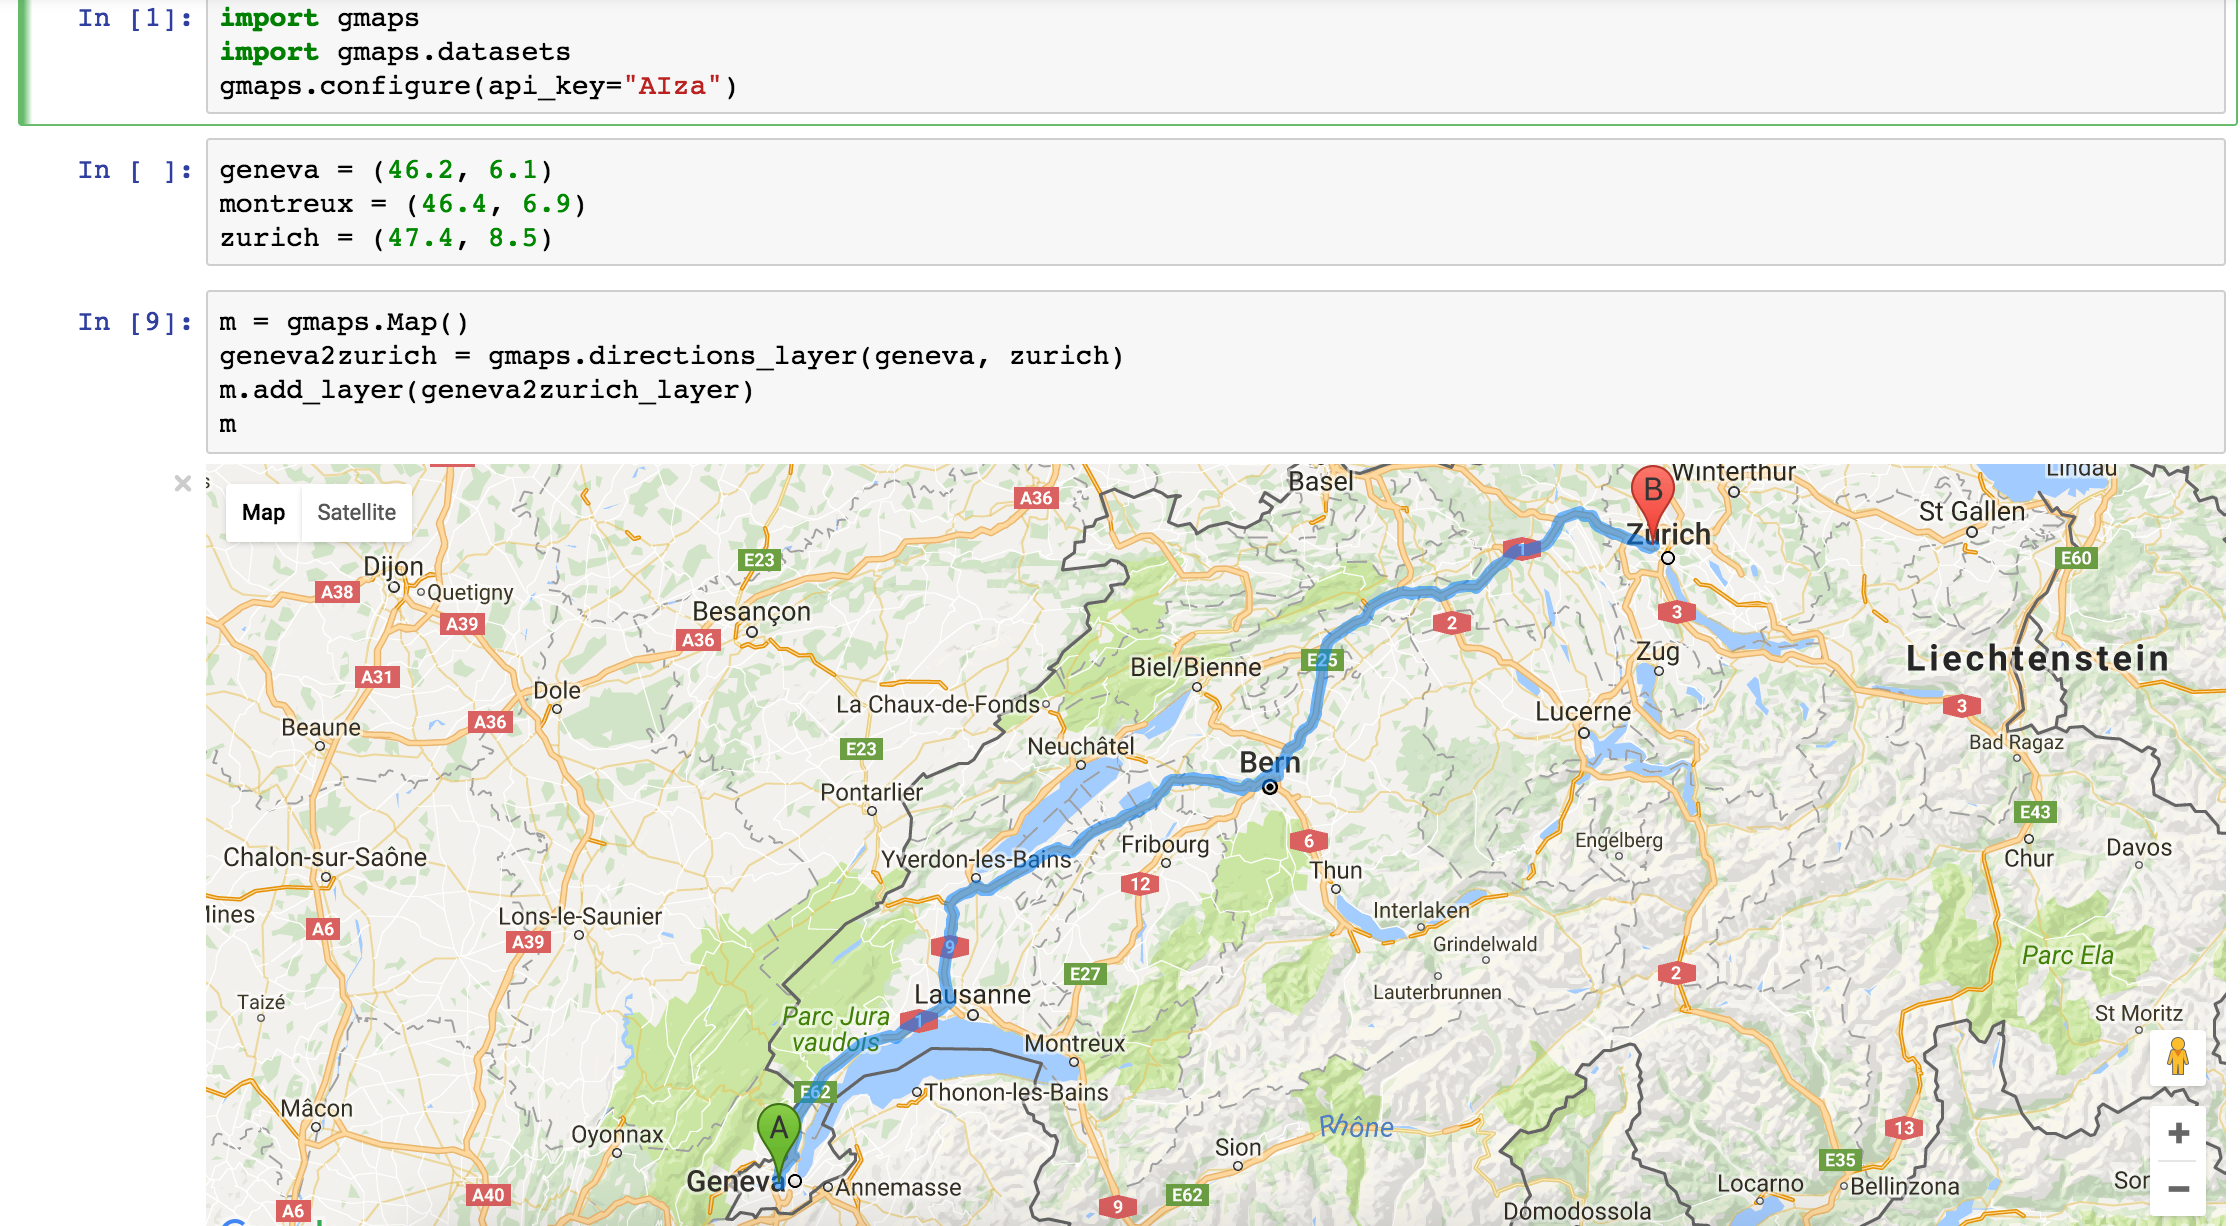 In [1]:
import gmaps
import gmaps.datasets
gmaps.configure(api_key="AIza")
In [ ]:
geneva = (46.2, 6.1)
montreux = (46.4, 6.9)
zurich = (47.4, 8.5)
In [9]:
m = gmaps.Map()
geneva2zurich = gmaps.directions_layer(geneva, zurich)
m.add_layer(geneva2zurich_layer)
m
Map Satellite
Basel
B
Winterthur
Lindau
A36
St Gallen
Zurich
1
E23
E60
Dijon
Quetigny
A38
A39
Besançon
A36
2
3
Zug
Liechtenstein
Biel/Bienne
E25
A31
Dole
La Chaux-de-Fonds
3
Lucerne
A36
Beaune
Neuchâtel
E23
Bad Ragaz
Bern
Pontarlier
E43
Chalon-sur-Saône
Yverdon-les-Bains
Fribourg
6
Engelberg
Chur
Davos
Thun
12
Lons-le-Saunier
A6
A39
Interlaken
9
Grindelwald
Parc Ela
E27
2
Lausanne
Lauterbrunnen
Taizé
Parc Jura
vaudois
1
St Moritz
Montreux
E62
Thonon-les-Bains
Mâcon
A
Oyonnax
Rhône
13
Sion
E35
Geneva
Annemasse
A40
E62
Locarno
Bellinzona
A6
9
Domodossola